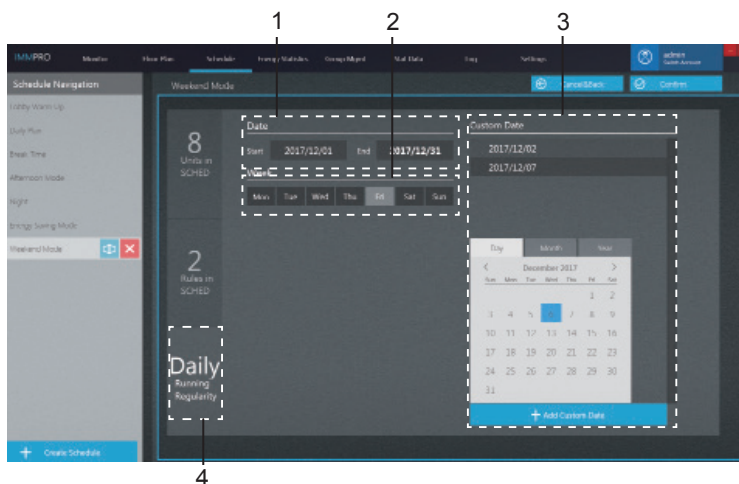 1 2 3
IMMPRO Monitor Floor Plan Schedule Energy Statistics Group Mgmt Stat Data Log Settings admin
Switch Account
Schedule Navigation Weekend Mode Cancel&Back Confirm
Lobby Warm Up
Daily Plan
Break Time
Afternoon Mode
Night
Energy Saving Mode
Weekend Mode
Create Schedule
8
Units in
SCHED
2
Rules in
SCHED
Daily
Running
Regularity
Date
Start 2017/12/01 End 2017/12/31
Week
Mon Tue Wed Thu Fri Sat Sun
Custom Date
2017/12/02
2017/12/07
Day Month Year
< December 2017 >
Sun Mon Tue Wed Thu Fri Sat
1 2
3 4 5 6 7 8 9
10 11 12 13 14 15 16
17 18 19 20 21 22 23
24 25 26 27 28 29 30
31
+ Add Custom Date
4